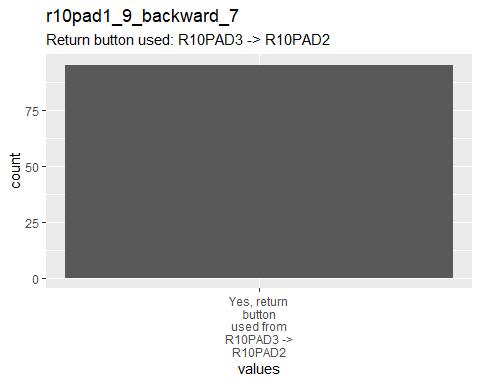 r10pad1_9_backward_7
Return button used: R10PAD3 -> R10PAD2
count
75
50
25
0
Yes, return
button
used from
R10PAD3 ->
R10PAD2
values